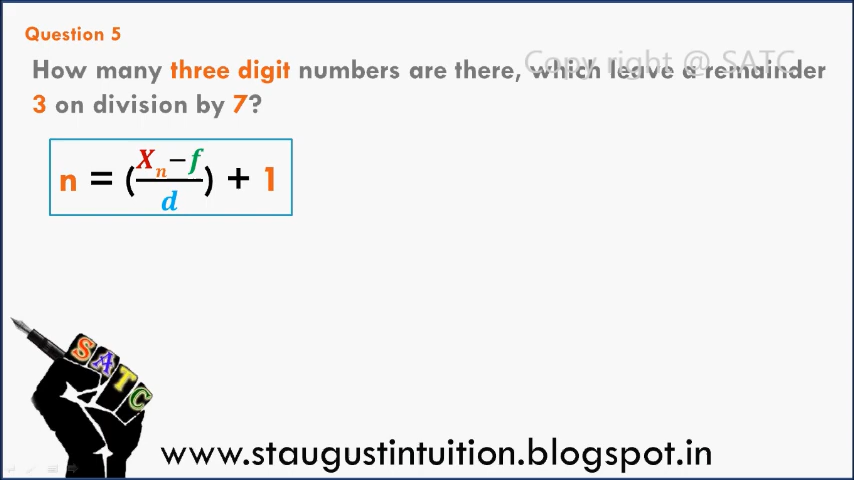 Question 5
Copy right @ SATC
How many three digit numbers are there, which leave a remainder
3 on division by 7?
n = (Xn−f/d) + 1
SATC
www.staugustintuition.blogspot.in